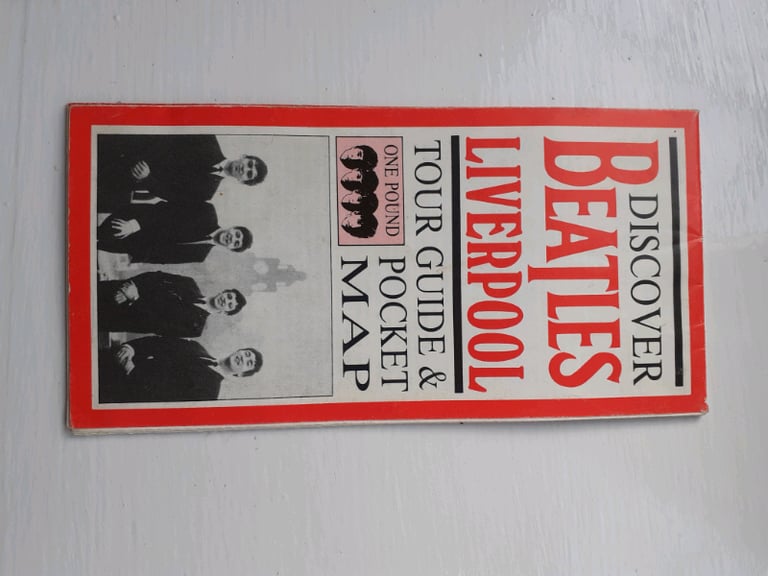 DISCOVER
BEATLES
LIVERPOOL
TOUR GUIDE &
ONE POUND
POCKET
MAP